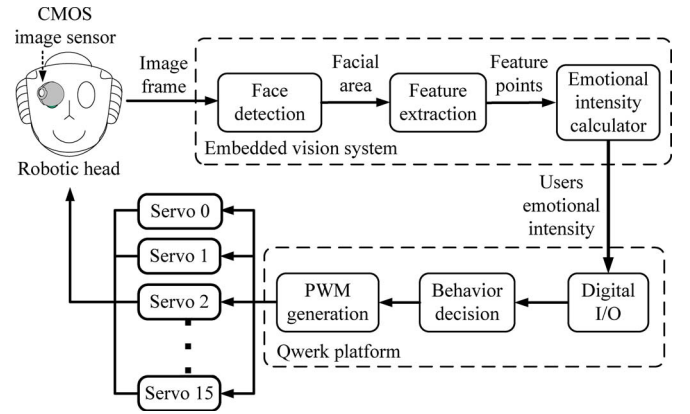 CMOS
image sensor
Robotic head
Image
frame
Face
detection
Facial
area
Feature
extraction
Feature
points
Emotional
intensity
calculator
Embedded vision system
Users
emotional
intensity
Servo 0
Servo 1
Servo 2
Servo 15
PWM
generation
Behavior
decision
Digital
I/O
Qwerk platform